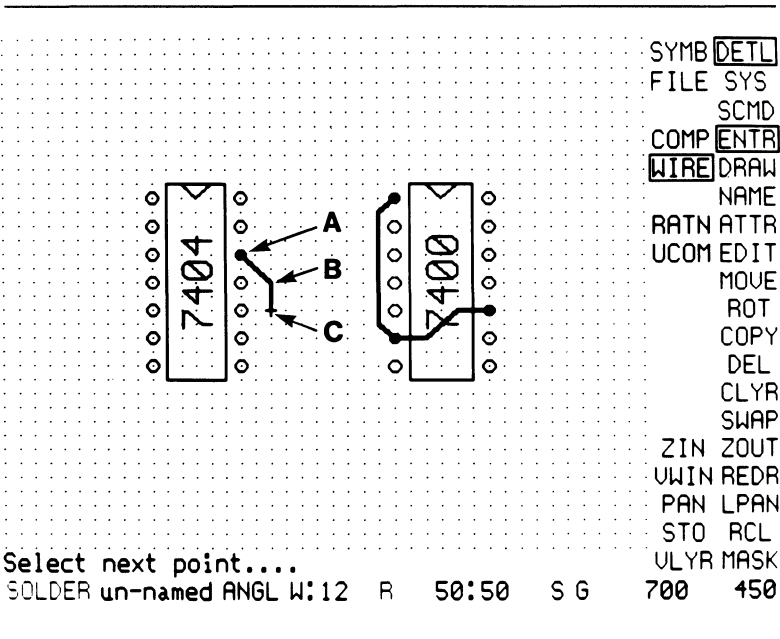 SYMB DETL
FILE SYS
SCMD
COMP ENTR
WIRE DRAW
NAME
RATN ATTR
UCOM EDIT
MOVE
ROT
COPY
DEL
CLYR
SWAP
ZIN ZOUT
VWIN REDR
PAN LPAN
STO RCL
VLYR MASK
7404
A
B
C
7400
Select next point....
SOLDER un-named ANGL W:12 R 50:50 S G 700 450